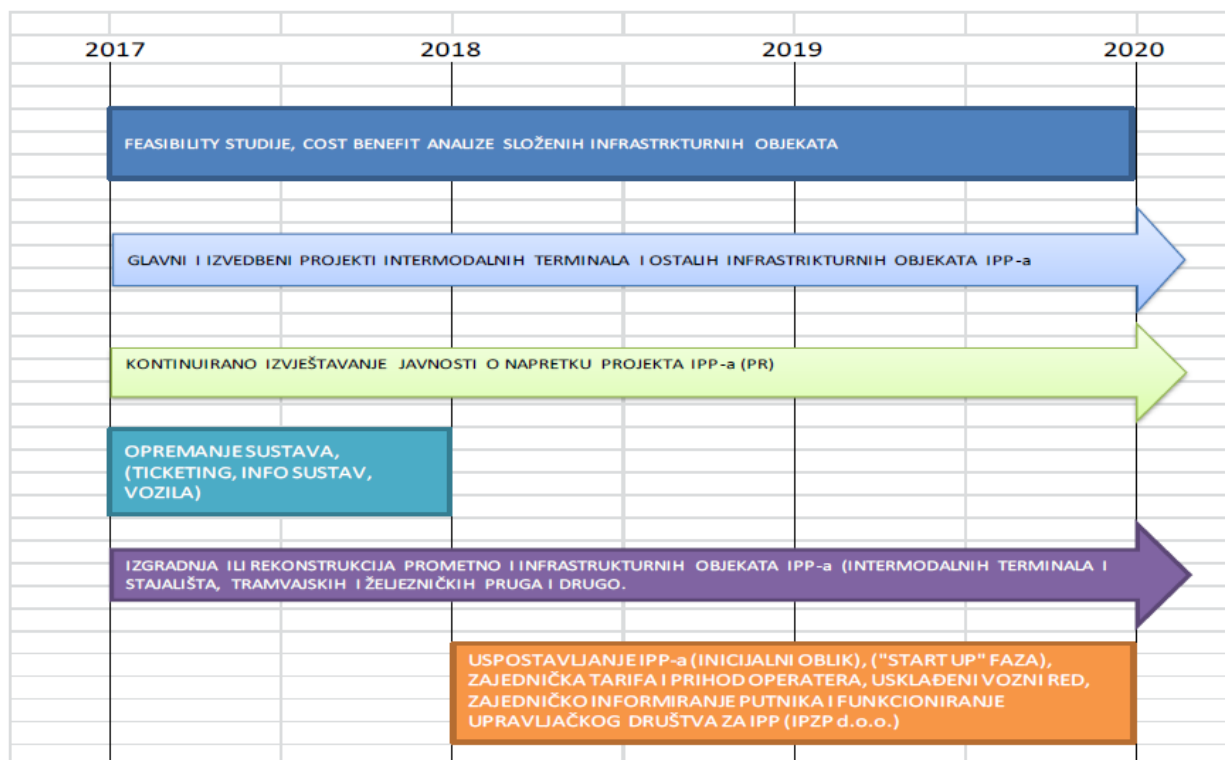 2017 2018 2019 2020
FEASIBILITY STUDIJE, COST BENEFIT ANALIZE SLOŽENIH INFRASTRKTURNIH OBJEKATA
GLAVNI I IZVEDBENI PROJEKTI INTERMODALNIH TERMINALA I OSTALIH INFRASTRIKTURNIH OBJEKATA IPP-a
KONTINUIRANO IZVJEŠTAVANJE JAVNOSTI O NAPRETKU PROJEKTA IPP-a (PR)
OPREMANJE SUSTAVA,
(TICKETING, INFO SUSTAV,
VOZILA)
IZGRADNJA ILI REKONSTRUKCIJA PROMETNO I INFRASTRUKTURNIH OBJEKATA IPP-a (INTERMODALNIH TERMINALA I
STAJALIŠTA, TRAMVAJSKIH I ŽELJEZNIČKIH PRUGA I DRUGO.
USPOSTAVLJANJE IPP-a (INICIJALNI OBLIK), ("START UP" FAZA),
ZAJEDNIČKA TARIFA I PRIHOD OPERATERA, USKLAĐENI VOZNI RED,
ZAJEDNIČKO INFORMIRANJE PUTNIKA I FUNKCIONIRANJE
UPRAVLJAČKOG DRUŠTVA ZA IPP (IPZP d.o.o.)